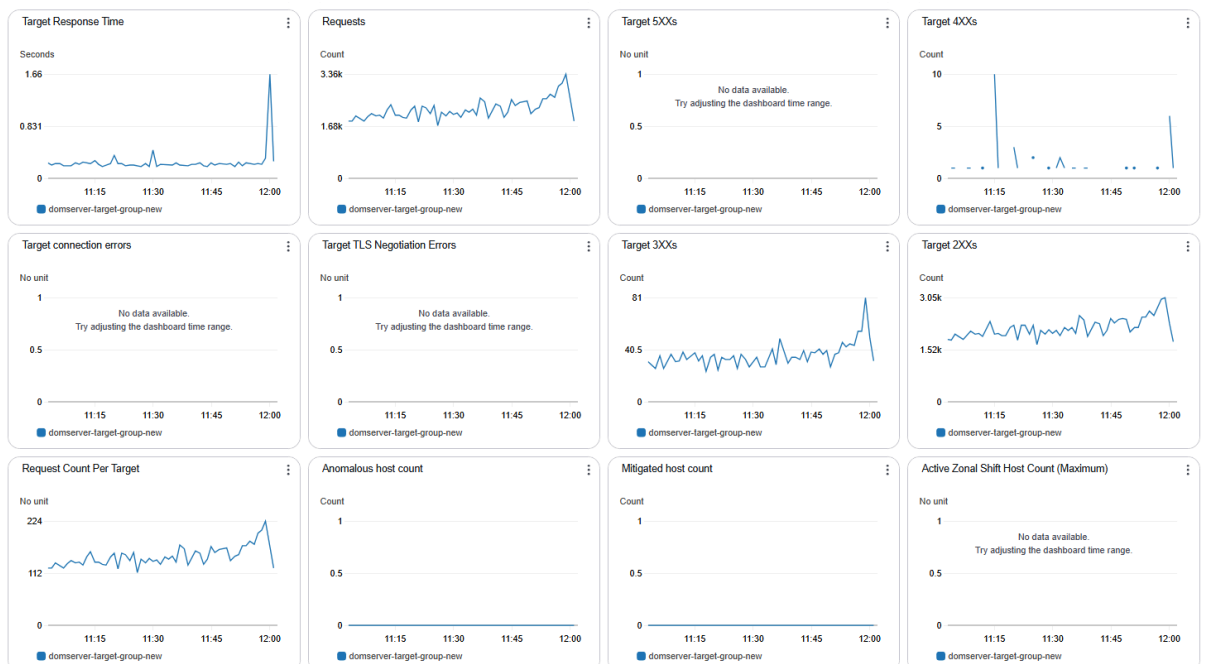 Target Response Time
Seconds
1.66
0.831
0
11:15 11:30 11:45 12:00
domserver-target-group-new
Requests
Count
3.36k
1.68k
0
11:15 11:30 11:45 12:00
domserver-target-group-new
Target 5XXs
No unit
1
No data available.
Try adjusting the dashboard time range.
0.5
0
11:15 11:30 11:45 12:00
domserver-target-group-new
Target 4XXs
Count
10
5
0
11:15 11:30 11:45 12:00
domserver-target-group-new
Target connection errors
No unit
1
No data available.
Try adjusting the dashboard time range.
0.5
0
11:15 11:30 11:45 12:00
domserver-target-group-new
Target TLS Negotiation Errors
No unit
1
No data available.
Try adjusting the dashboard time range.
0.5
0
11:15 11:30 11:45 12:00
domserver-target-group-new
Target 3XXs
Count
81
40.5
0
11:15 11:30 11:45 12:00
domserver-target-group-new
Target 2XXs
Count
3.05k
1.52k
0
11:15 11:30 11:45 12:00
domserver-target-group-new
Request Count Per Target
No unit
224
112
0
11:15 11:30 11:45 12:00
domserver-target-group-new
Anomalous host count
Count
1
0.5
0
11:15 11:30 11:45 12:00
domserver-target-group-new
Mitigated host count
Count
1
0.5
0
11:15 11:30 11:45 12:00
domserver-target-group-new
Active Zonal Shift Host Count (Maximum)
No unit
1
No data available.
Try adjusting the dashboard time range.
0.5
0
11:15 11:30 11:45 12:00
domserver-target-group-new